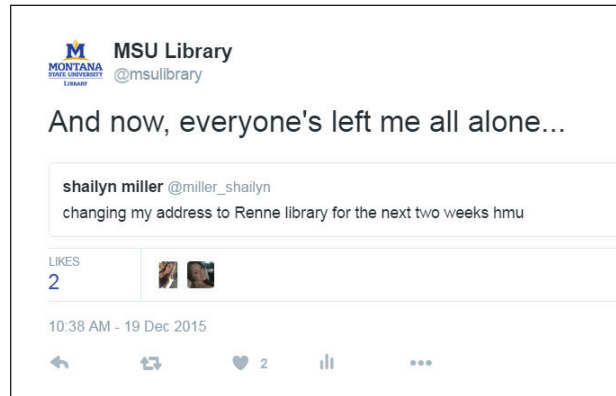 M
MONTANA
STATE UNIVERSITY
LIBRARY
MSU Library
@msulibrary
And now, everyone's left me all alone...
shailyn miller @miller_shailyn
changing my address to Renne library for the next two weeks hmu
LIKES
2
10:38 AM - 19 Dec 2015
2